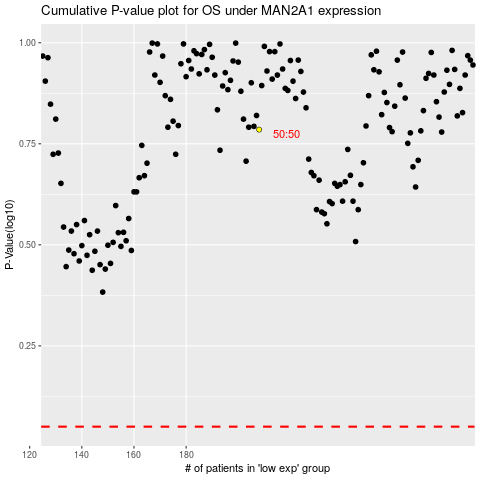 Cumulative P-value plot for OS under MAN2A1 expression
P-Value(log10)
1.00
0.75
0.50
0.25
50:50
120 140 160 180
# of patients in 'low exp' group